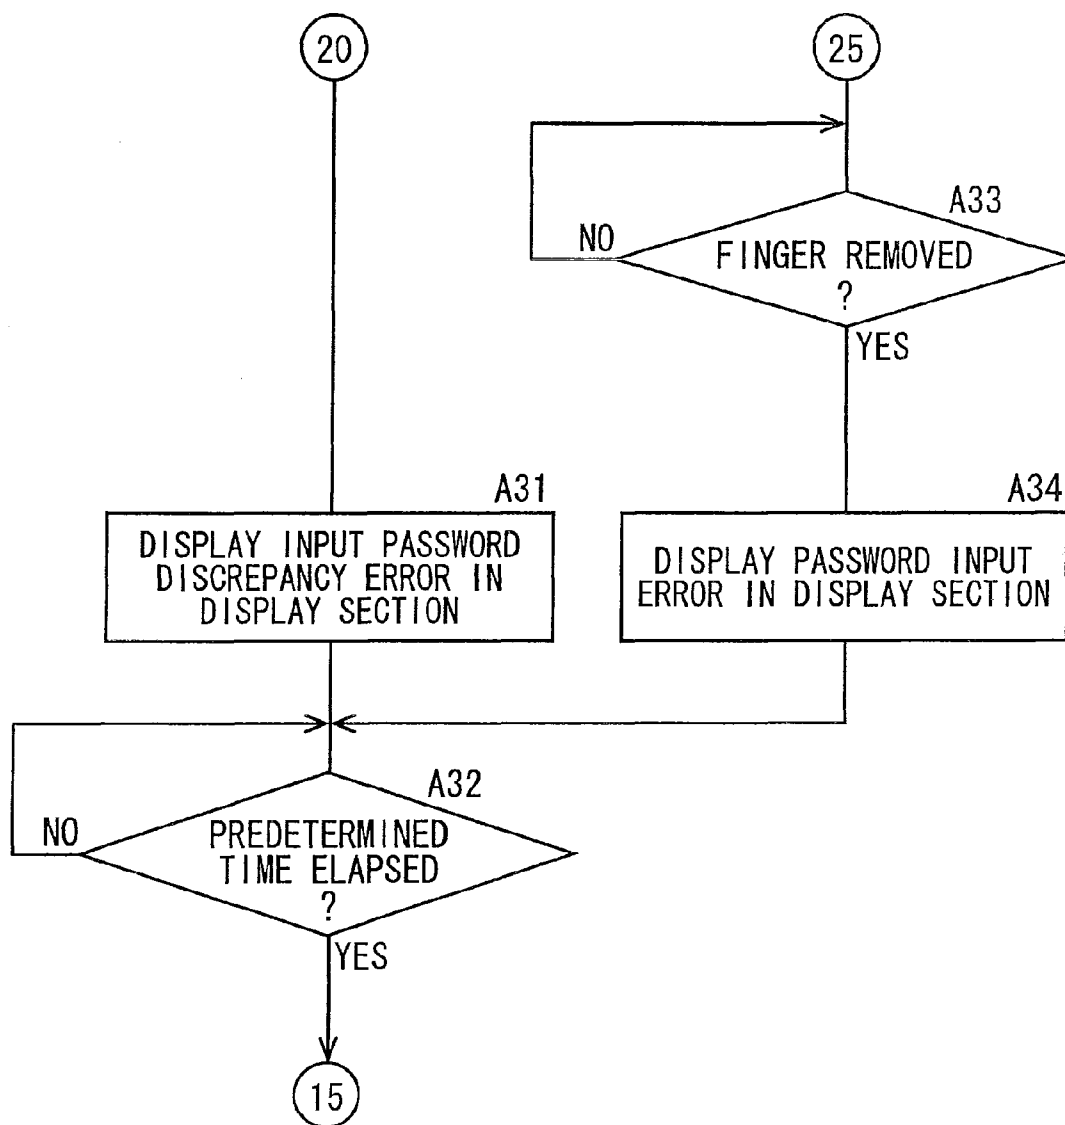 20
25
A33
NO
FINGER REMOVED
?
YES
A31
A34
DISPLAY INPUT PASSWORD
DISCREPANCY ERROR IN
DISPLAY SECTION
DISPLAY PASSWORD INPUT
ERROR IN DISPLAY SECTION
A32
NO
PREDETERMINED
TIME ELAPSED
?
YES
15